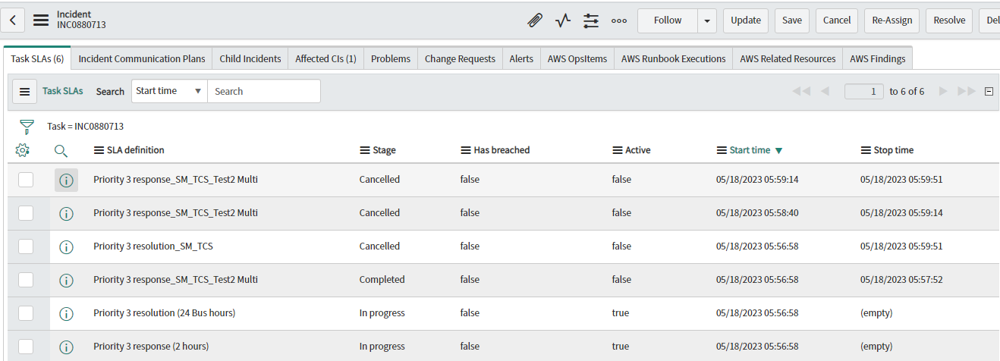 Incident
INC0880713
Follow Update Save Cancel Re-Assign Resolve Del
Task SLAs (6) Incident Communication Plans Child Incidents Affected CIs (1) Problems Change Requests Alerts AWS OpsItems AWS Runbook Executions AWS Related Resources AWS Findings
Task SLAs Search Start time Search 1 to 6 of 6
Task = INC0880713
SLA definition Stage Has breached Active Start time Stop time
Priority 3 response_SM_TCS_Test2 Multi Cancelled false false 05/18/2023 05:59:14 05/18/2023 05:59:51
Priority 3 response_SM_TCS_Test2 Multi Cancelled false false 05/18/2023 05:58:40 05/18/2023 05:59:14
Priority 3 resolution_SM_TCS Cancelled false false 05/18/2023 05:56:58 05/18/2023 05:59:51
Priority 3 response_SM_TCS_Test2 Multi Completed false false 05/18/2023 05:56:58 05/18/2023 05:57:52
Priority 3 resolution (24 Bus hours) In progress false true 05/18/2023 05:56:58 (empty)
Priority 3 response (2 hours) In progress false true 05/18/2023 05:56:58 (empty)